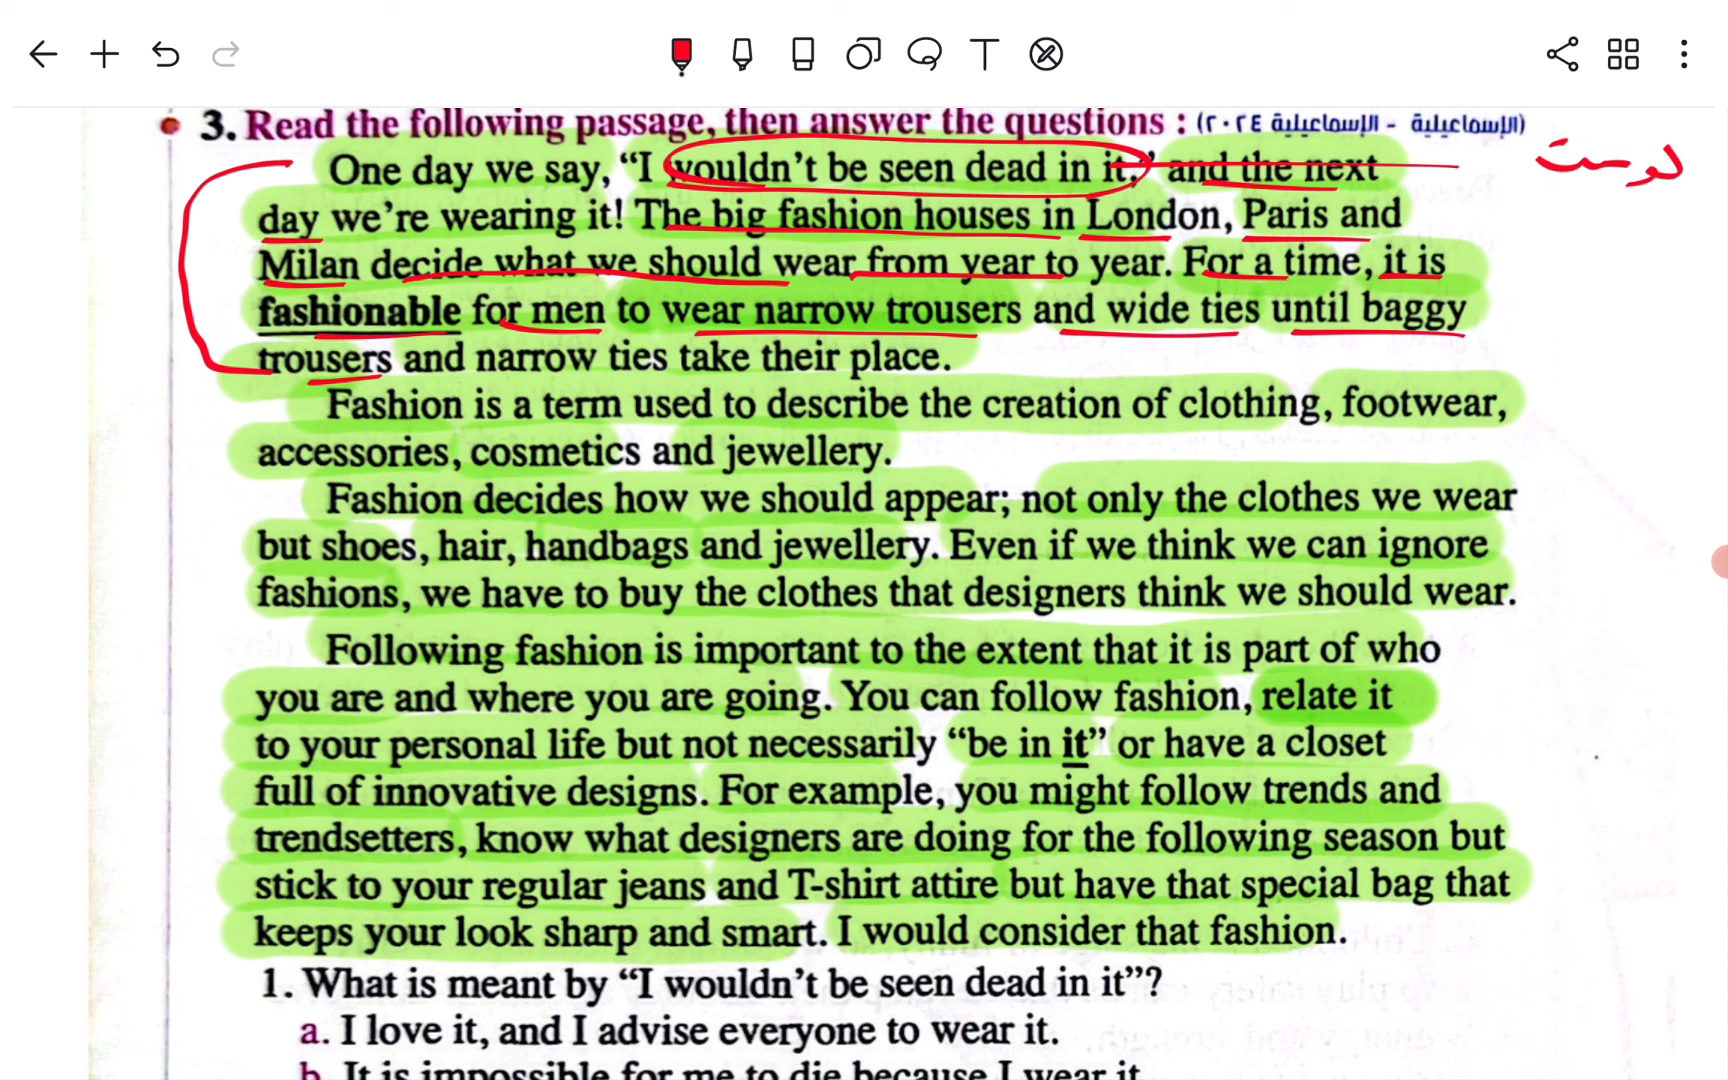 3. Read the following passage, then answer the questions : (الإسماعيلية - الإسماعيلية ٢٠٢٤)
One day we say, “I wouldn’t be seen dead in it.” and the next
day we’re wearing it! The big fashion houses in London, Paris and
Milan decide what we should wear from year to year. For a time, it is
fashionable for men to wear narrow trousers and wide ties until baggy
trousers and narrow ties take their place.
Fashion is a term used to describe the creation of clothing, footwear,
accessories, cosmetics and jewellery.
Fashion decides how we should appear; not only the clothes we wear
but shoes, hair, handbags and jewellery. Even if we think we can ignore
fashions, we have to buy the clothes that designers think we should wear.
Following fashion is important to the extent that it is part of who
you are and where you are going. You can follow fashion, relate it
to your personal life but not necessarily “be in it” or have a closet
full of innovative designs. For example, you might follow trends and
trendsetters, know what designers are doing for the following season but
stick to your regular jeans and T-shirt attire but have that special bag that
keeps your look sharp and smart. I would consider that fashion.
1. What is meant by “I wouldn’t be seen dead in it”?
a. I love it, and I advise everyone to wear it.
b. It is impossible for me to die because I wear it.